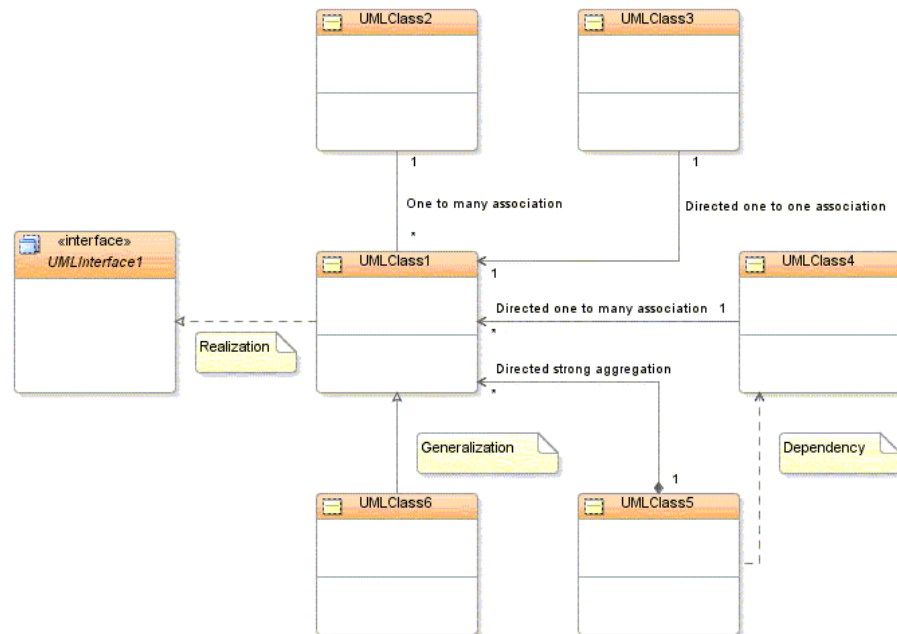 UMLClass2
UMLClass3
1
1
One to many association
Directed one to one association
*
«interface»
UMLInterface1
UMLClass1
UMLClass4
1
Directed one to many association 1
*
Realization
Directed strong aggregation
*
Generalization
Dependency
1
UMLClass6
UMLClass5